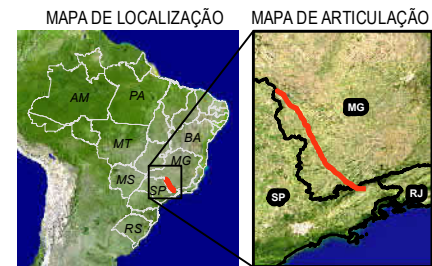 MAPA DE LOCALIZAÇÃO
MAPA DE ARTICULAÇÃO
AM
PA
MT
BA
MG
MS
SP
RS
MG
SP
RJ